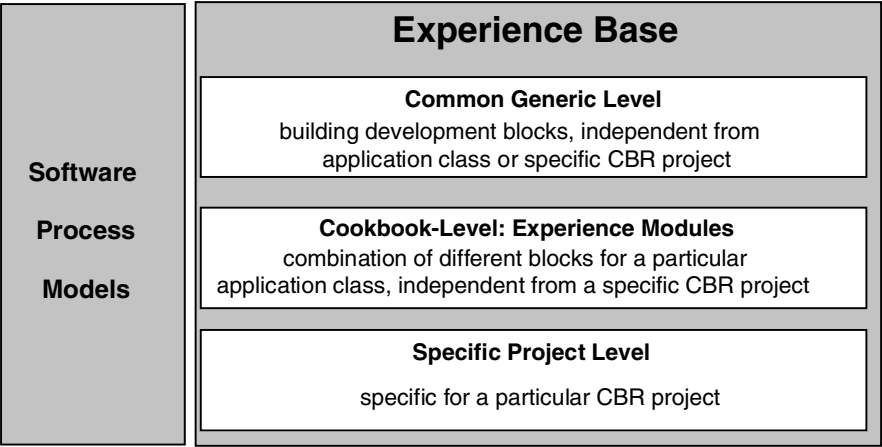 Software
Process
Models
Experience Base
Common Generic Level
building development blocks, independent from
application class or specific CBR project
Cookbook-Level: Experience Modules
combination of different blocks for a particular
application class, independent from a specific CBR project
Specific Project Level
specific for a particular CBR project